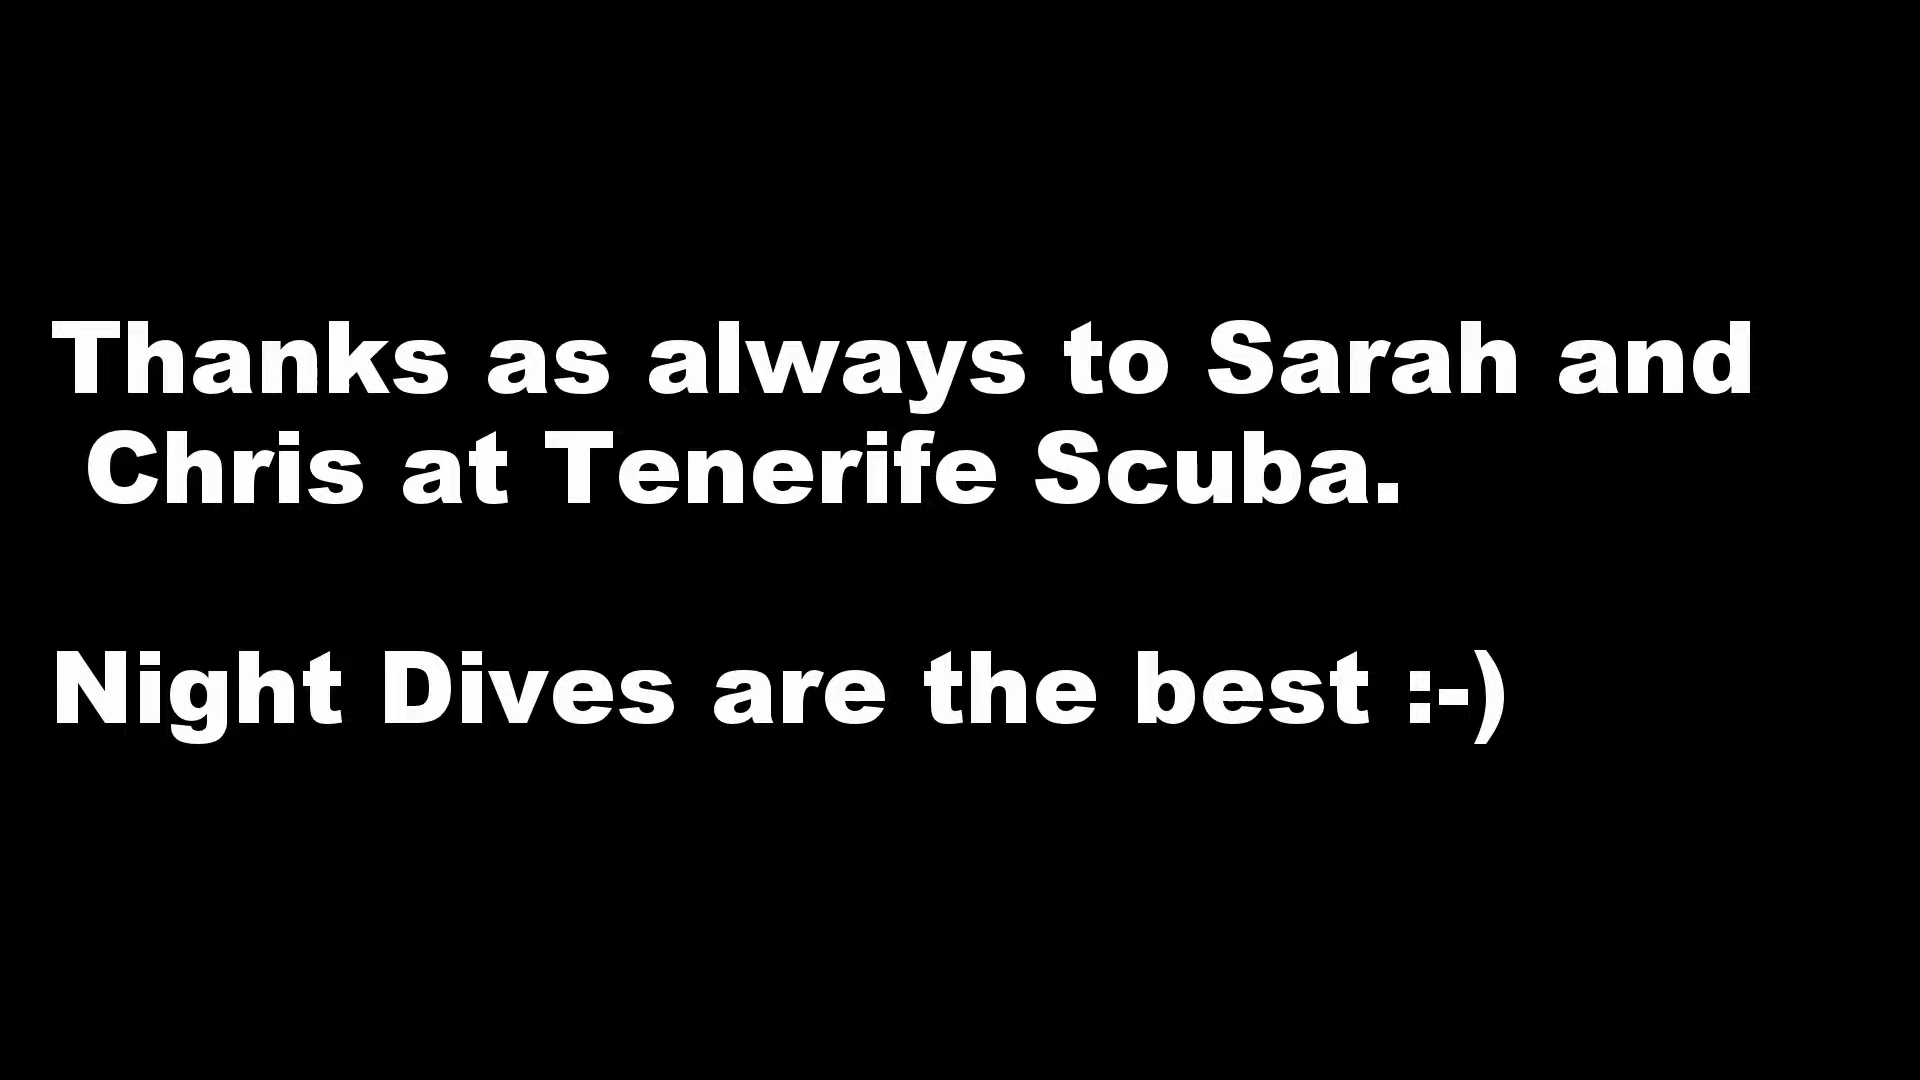 Thanks as always to Sarah and
Chris at Tenerife Scuba.
Night Dives are the best :-)